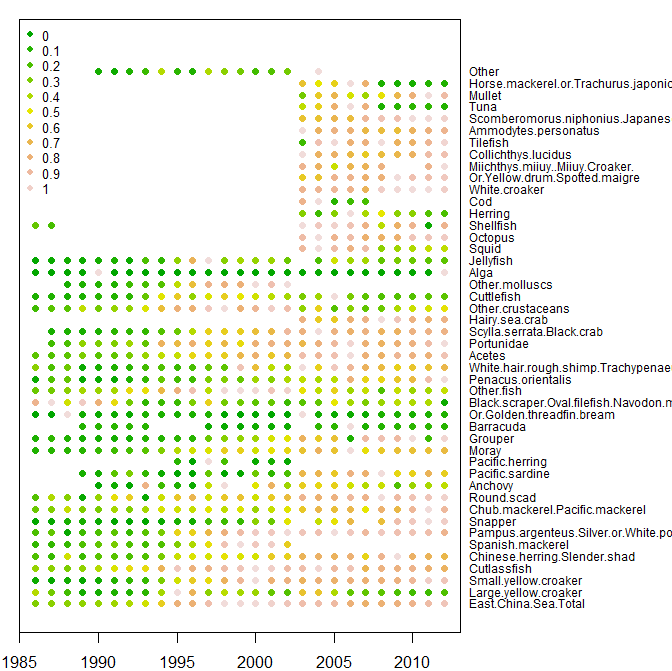 0
0.1
0.2
0.3
0.4
0.5
0.6
0.7
0.8
0.9
1
Other
Horse.mackerel.or.Trachurus.japonic
Mullet
Tuna
Scomberomorus.niphonius.Japanes
Ammodytes.personatus
Tilefish
Collichthys.lucidus
Miichthys.miiuy..Miiuy.Croaker.
Or.Yellow.drum.Spotted.maigre
White.croaker
Cod
Herring
Shellfish
Octopus
Squid
Jellyfish
Alga
Other.molluscs
Cuttlefish
Other.crustaceans
Hairy.sea.crab
Scylla.serrata.Black.crab
Portunidae
Acetes
White.hair.rough.shimp.Trachypenae
Penacus.orientalis
Other.fish
Black.scraper.Oval.filefish.Navodon.m
Or.Golden.threadfin.bream
Barracuda
Grouper
Moray
Pacific.herring
Pacific.sardine
Anchovy
Round.scad
Chub.mackerel.Pacific.mackerel
Snapper
Pampus.argenteus.Silver.or.White.po
Spanish.mackerel
Chinese.herring.Slender.shad
Cutlassfish
Small.yellow.croaker
Large.yellow.croaker
East.China.Sea.Total
1985 1990 1995 2000 2005 2010